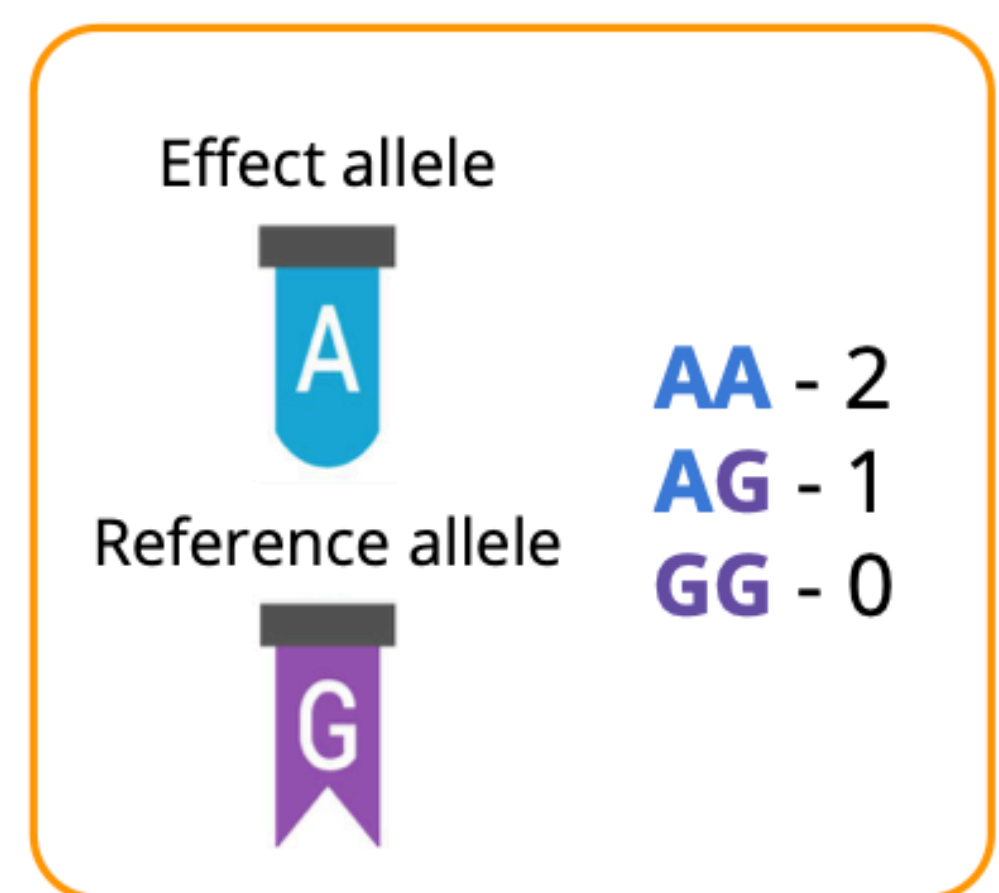 Effect allele
A
Reference allele
G
AA - 2
AG - 1
GG - 0